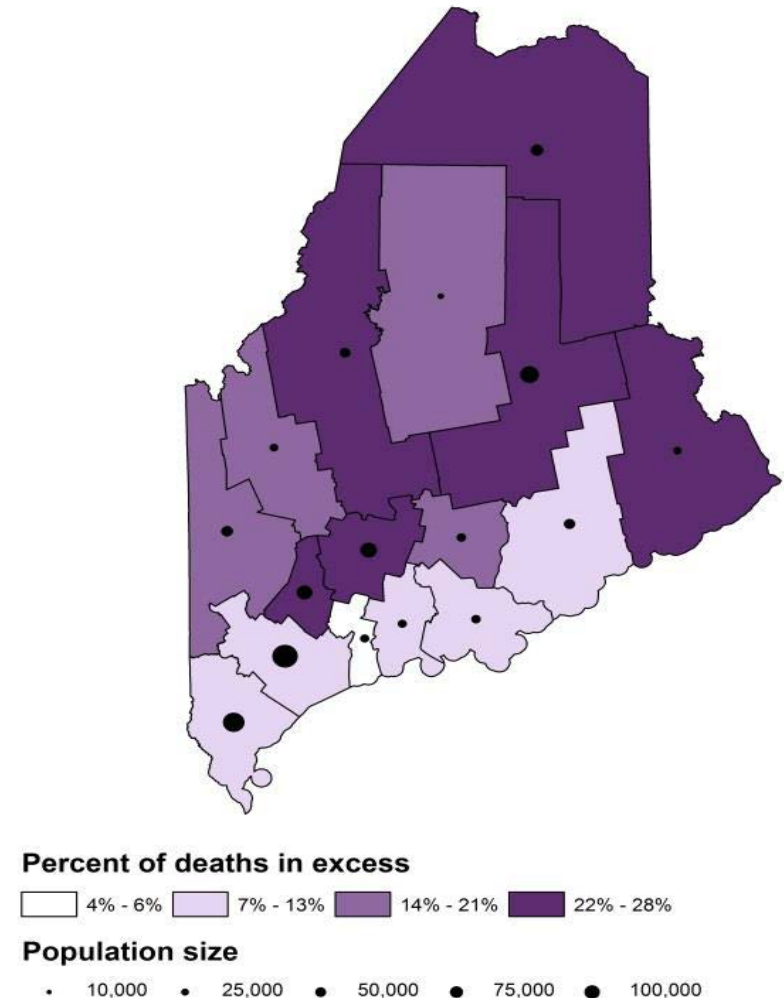 Percent of deaths in excess
4% - 6% 7% - 13% 14% - 21% 22% - 28%
Population size
10,000 25,000 50,000 75,000 100,000